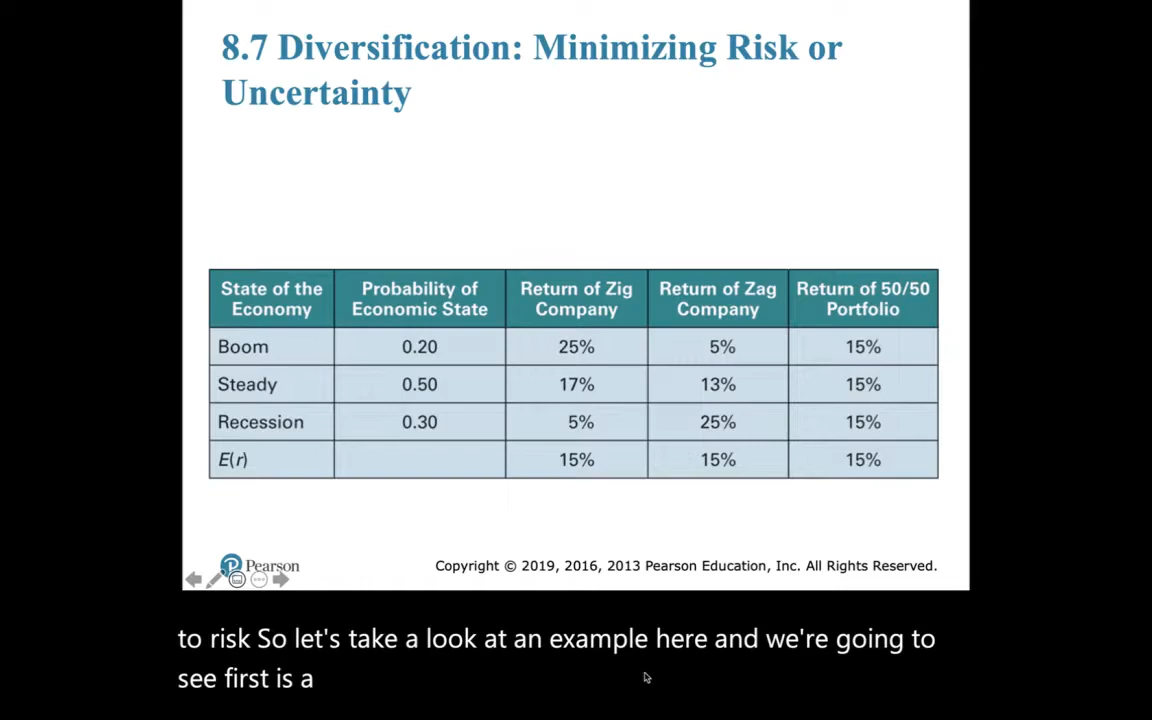 8.7 Diversification: Minimizing Risk or
Uncertainty
State of the Economy Probability of Economic State Return of Zig Company Return of Zag Company Return of 50/50 Portfolio
Boom 0.20 25% 5% 15%
Steady 0.50 17% 13% 15%
Recession 0.30 5% 25% 15%
E(r) 15% 15% 15%
P Pearson
Copyright © 2019, 2016, 2013 Pearson Education, Inc. All Rights Reserved.
to risk So let's take a look at an example here and we're going to
see first is a